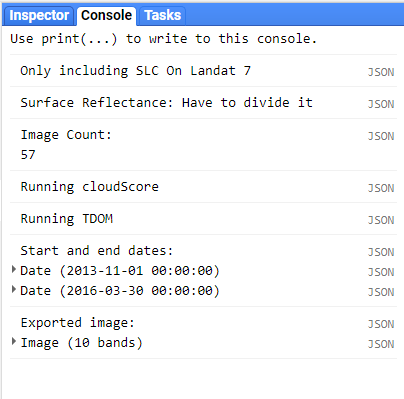 Inspector Console Tasks
Use print(...) to write to this console.
Only including SLC On Landat 7 JSON
Surface Reflectance: Have to divide it JSON
Image Count: JSON
57
Running cloudScore JSON
Running TDOM JSON
Start and end dates: JSON
Date (2013-11-01 00:00:00) JSON
Date (2016-03-30 00:00:00) JSON
Exported image: JSON
Image (10 bands) JSON